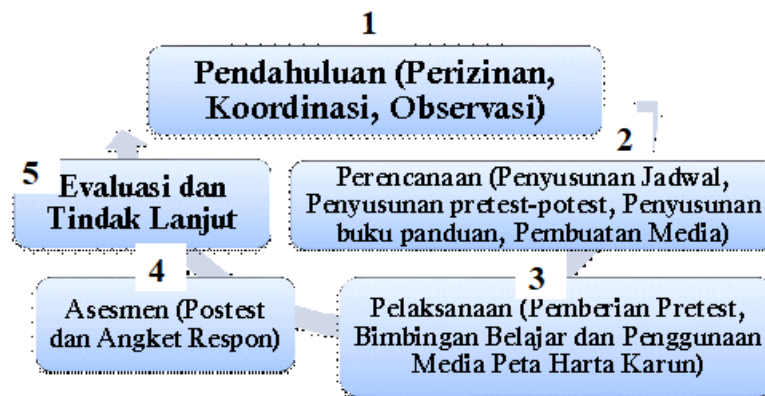 1
Pendahuluan (Perizinan,
Koordinasi, Observasi)
2
Perencanaan (Penyusunan Jadwal,
Penyusunan pretest-potest, Penyusunan
buku panduan, Pembuatan Media)
3
Pelaksanaan (Pemberian Pretest,
Bimbingan Belajar dan Penggunaan
Media Peta Harta Karun)
4
Asesmen (Postest
dan Angket Respon)
5
Evaluasi dan
Tindak Lanjut